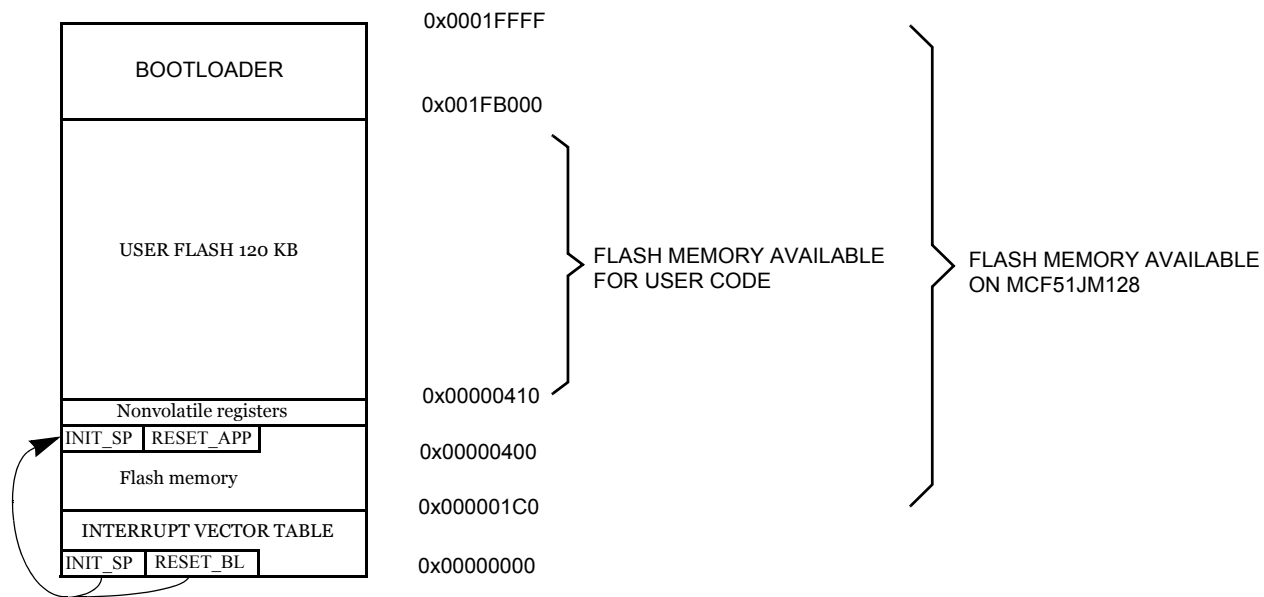 0x0001FFFF
BOOTLOADER
0x001FB000
USER FLASH 120 KB
FLASH MEMORY AVAILABLE
FOR USER CODE
FLASH MEMORY AVAILABLE
ON MCF51JM128
0x00000410
Nonvolatile registers
INIT_SP RESET_APP
0x00000400
Flash memory
0x000001C0
INTERRUPT VECTOR TABLE
INIT_SP RESET_BL
0x00000000